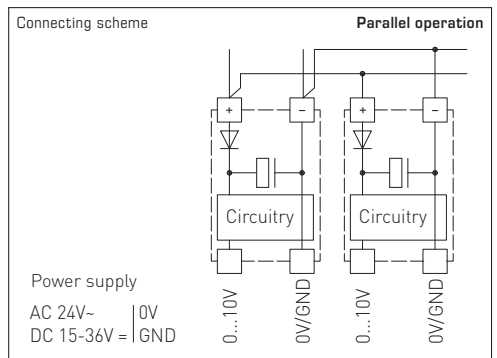 Connecting scheme
Parallel operation
+ − + −
Circuitry Circuitry
Power supply
AC 24V~ 0V
DC 15-36V = GND
0...10V
0V/GND
0...10V
0V/GND